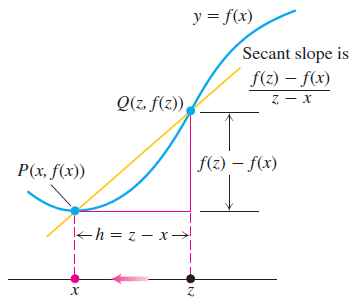 y = f(x)
Secant slope is
f(z) − f(x)
z − x
Q(z, f(z))
f(z) − f(x)
P(x, f(x))
h = z − x
x
z